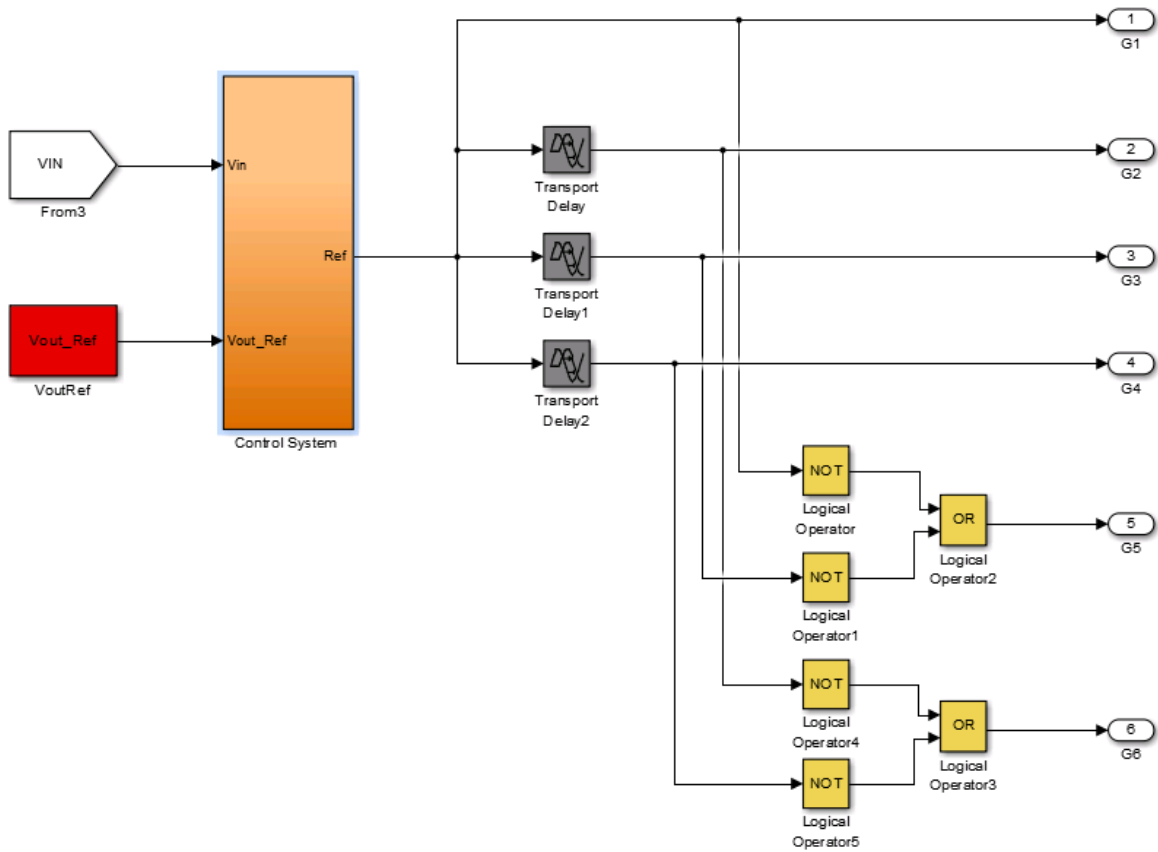 1
G1
VIN
From3
Vin
Ref
Vout_Ref
Vout_Ref
VoutRef
Control System
Transport
Delay
2
G2
Transport
Delay1
3
G3
Transport
Delay2
4
G4
NOT
Logical
Operator
OR
Logical
Operator2
5
G5
NOT
Logical
Operator1
NOT
Logical
Operator4
OR
Logical
Operator3
6
G6
NOT
Logical
Operator5